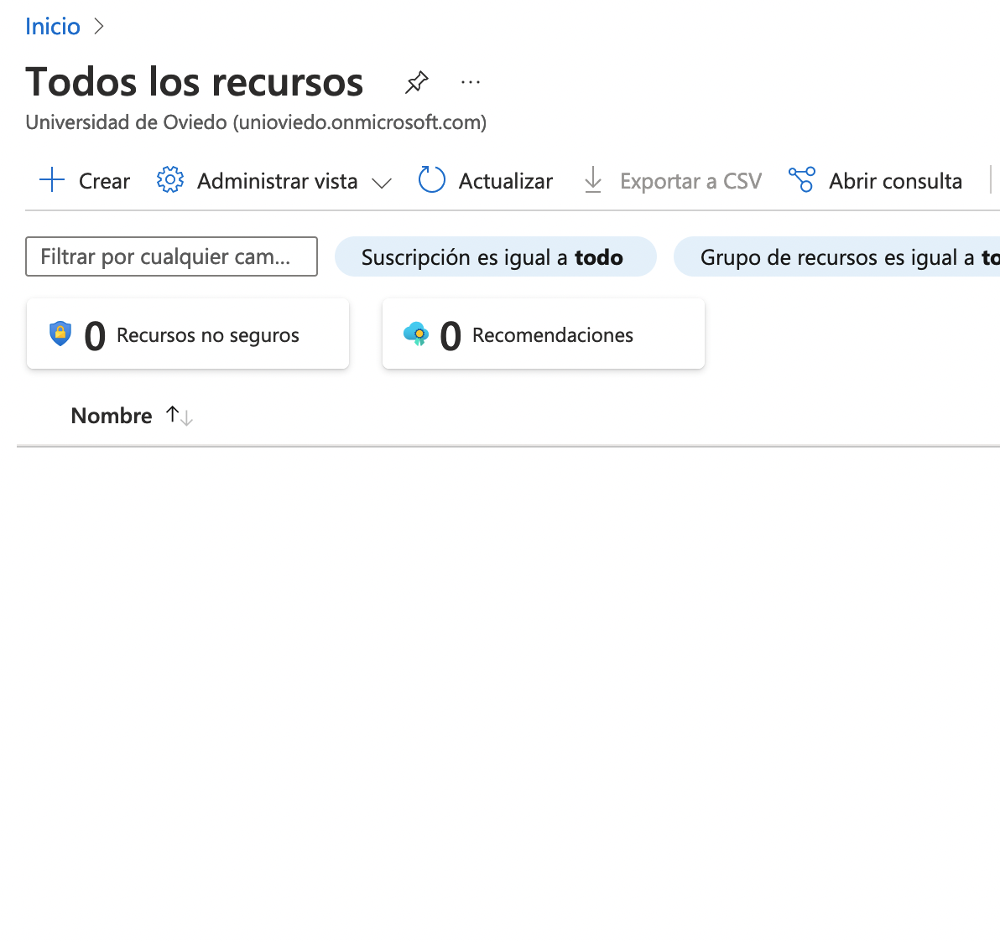 Inicio
Todos los recursos
Universidad de Oviedo (unioviedo.onmicrosoft.com)
Crear Administrar vista Actualizar Exportar a CSV Abrir consulta
Filtrar por cualquier cam... Suscripción es igual a todo Grupo de recursos es igual a to
0 Recursos no seguros 0 Recomendaciones
Nombre